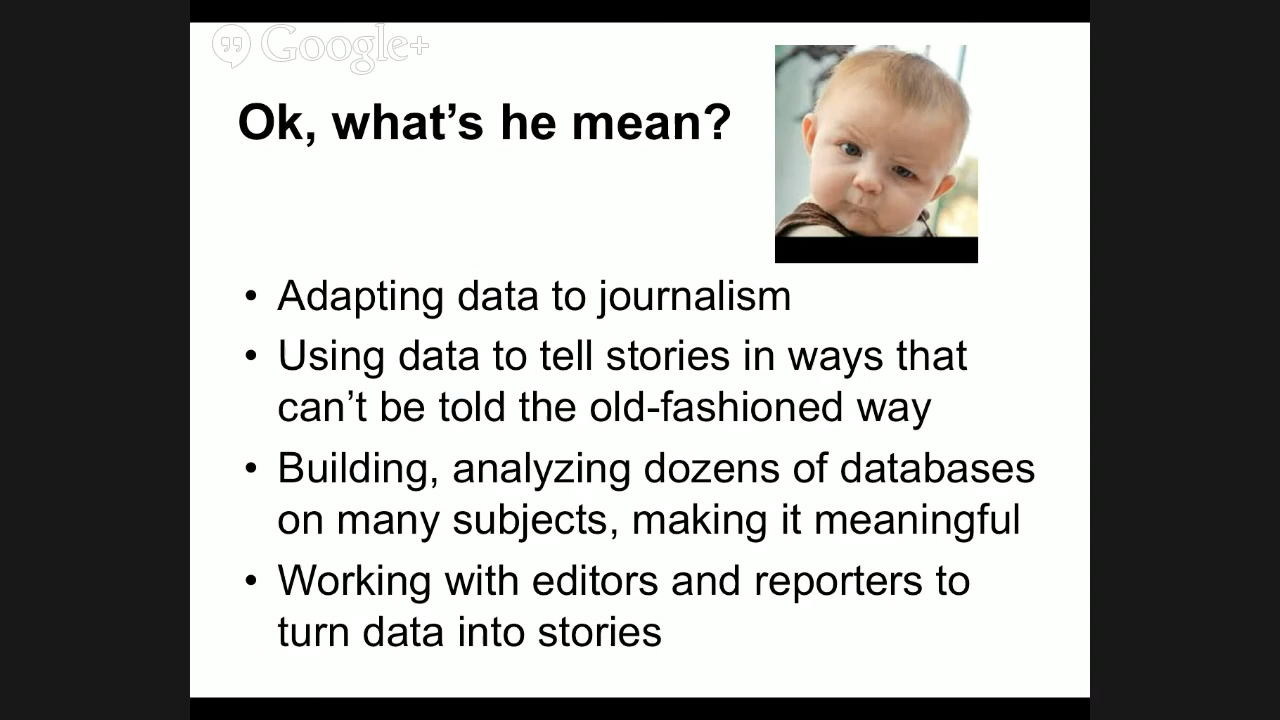 Google+
Ok, what's he mean?
• Adapting data to journalism
• Using data to tell stories in ways that
can't be told the old-fashioned way
• Building, analyzing dozens of databases
on many subjects, making it meaningful
• Working with editors and reporters to
turn data into stories